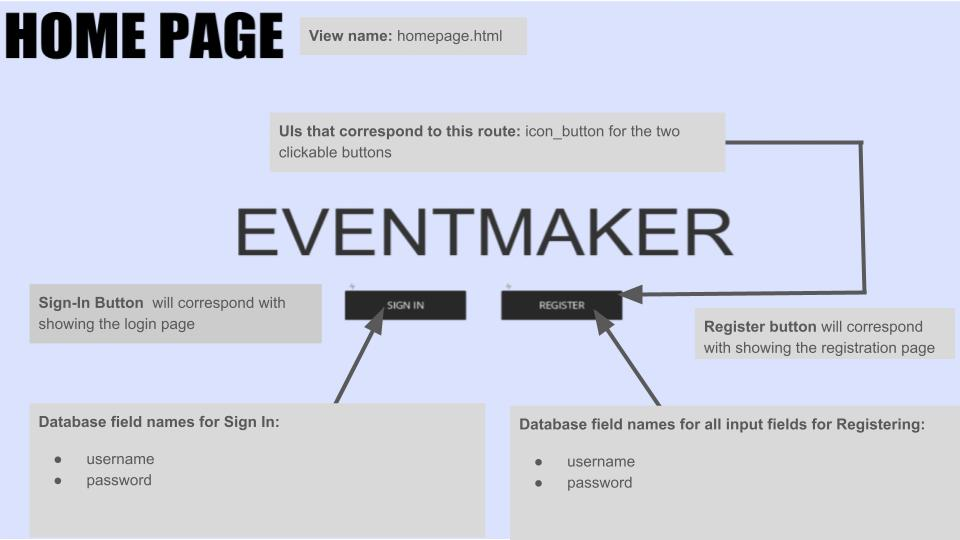 HOME PAGE
View name: homepage.html
UIs that correspond to this route: icon_button for the two
clickable buttons
EVENTMAKER
Sign-In Button will correspond with
showing the login page
SIGN IN
REGISTER
Register button will correspond
with showing the registration page
Database field names for Sign In:
● username
● password
Database field names for all input fields for Registering:
● username
● password